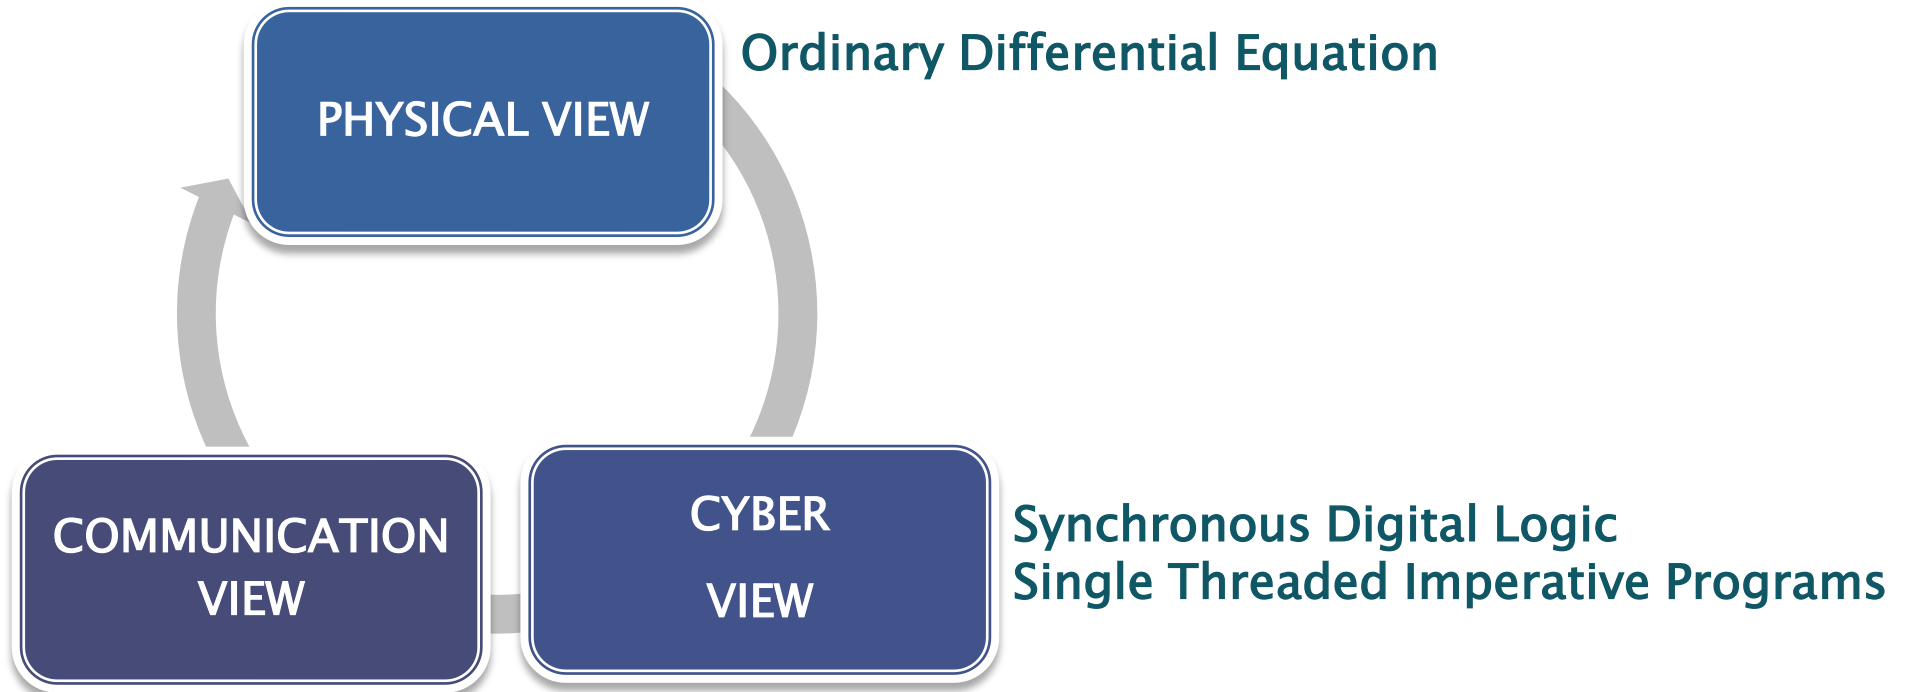 Ordinary Differential Equation
PHYSICAL VIEW
COMMUNICATION
VIEW
CYBER
VIEW
Synchronous Digital Logic
Single Threaded Imperative Programs